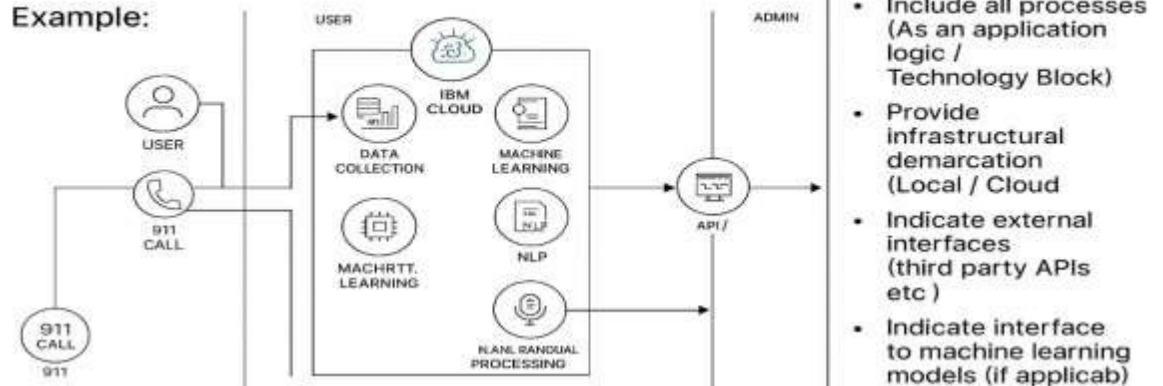 Example:
USER
ADMIN
IBM
CLOUD
USER
DATA
COLLECTION
MACHINE
LEARNING
911
CALL
API /
MACHRTT.
LEARNING
NLP
NLP
911
CALL
911
N.ANL RANDUAL
PROCESSING
• Include all processes
(As an application
logic /
Technology Block)
• Provide
infrastructural
demarcation
(Local / Cloud
• Indicate external
interfaces
(third party APIs
etc )
• Indicate interface
to machine learning
models (if applicab)